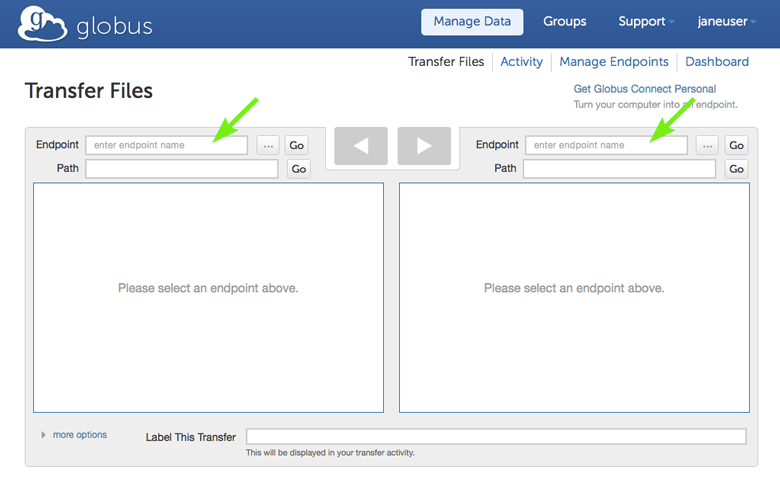 globus
Manage Data Groups Support janeuser
Transfer Files Activity Manage Endpoints Dashboard
Transfer Files
Get Globus Connect Personal
Turn your computer into an endpoint.
Endpoint enter endpoint name ... Go
Endpoint enter endpoint name ... Go
Path Go
Path Go
Please select an endpoint above.
Please select an endpoint above.
more options
Label This Transfer
This will be displayed in your transfer activity.